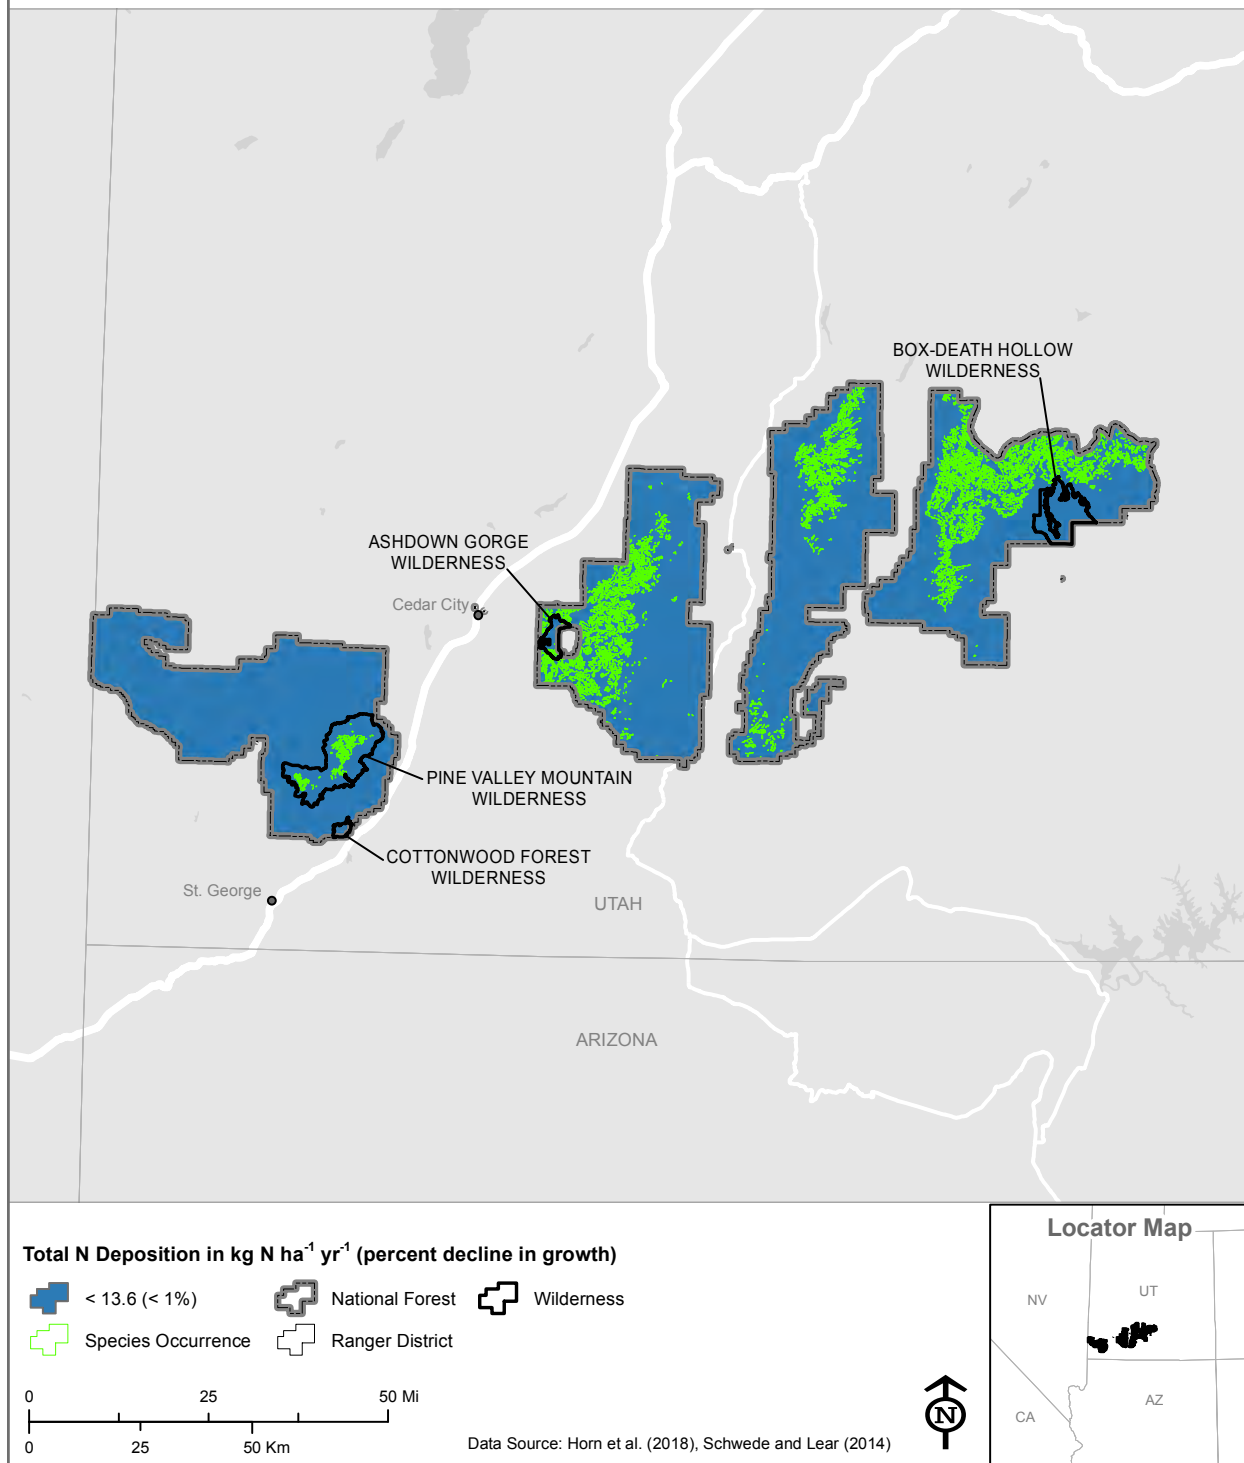 BOX-DEATH HOLLOW
WILDERNESS
ASHDOWN GORGE
WILDERNESS
Cedar City
PINE VALLEY MOUNTAIN
WILDERNESS
COTTONWOOD FOREST
WILDERNESS
St. George
UTAH
ARIZONA
Total N Deposition in kg N ha⁻¹ yr⁻¹ (percent decline in growth)
< 13.6 (< 1%)
National Forest
Wilderness
Species Occurrence
Ranger District
0 25 50 Mi
0 25 50 Km
Data Source: Horn et al. (2018), Schwede and Lear (2014)
N
Locator Map
NV
UT
CA
AZ